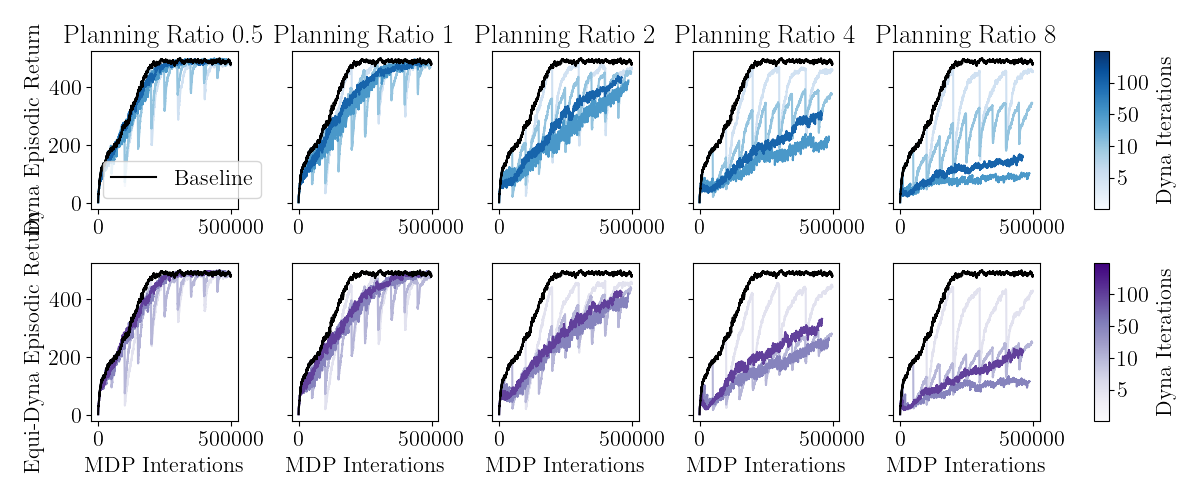 Planning Ratio 0.5 Planning Ratio 1 Planning Ratio 2 Planning Ratio 4 Planning Ratio 8
Dyna Episodic Return
400
200
0
Baseline
0 500000 0 500000 0 500000 0 500000 0 500000
100
50
10
5
Dyna Iterations
Equi-Dyna Episodic Return
400
200
0
0 500000 0 500000 0 500000 0 500000 0 500000
MDP Interations MDP Interations MDP Interations MDP Interations MDP Interations
100
50
10
5
Dyna Iterations